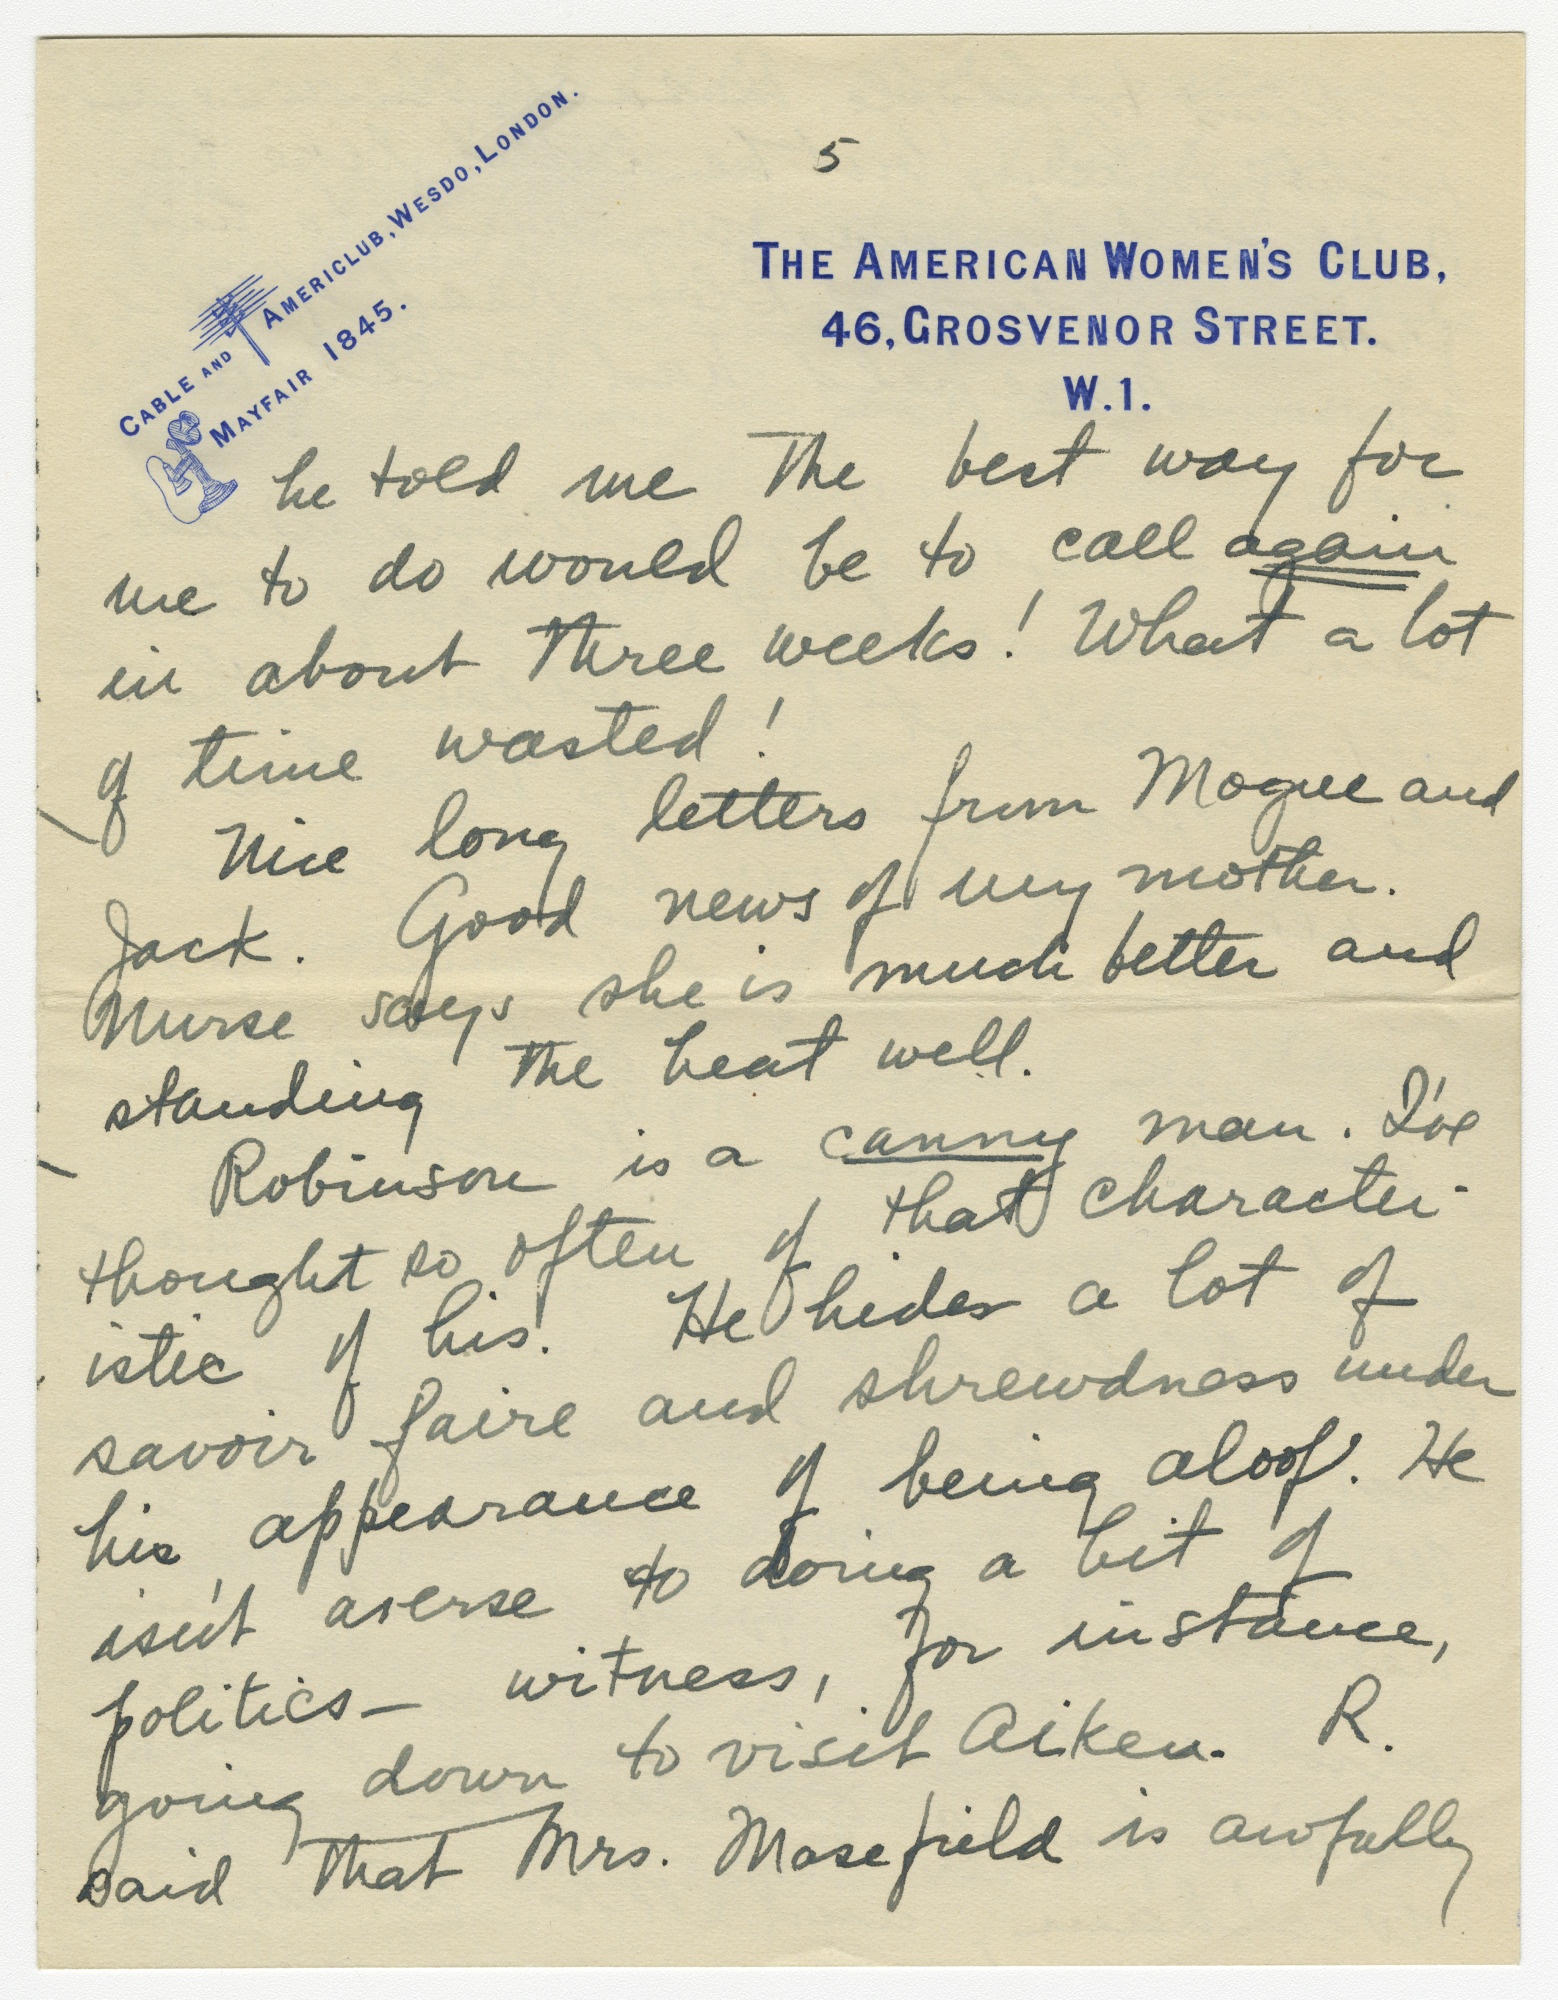 5
CABLE AND AMERICLUB, WESDO, LONDON.
MAYFAIR 1845.
THE AMERICAN WOMEN'S CLUB,
46, GROSVENOR STREET.
W.1.
he told me the best way for
me to do would be to call again
in about three weeks! What a lot
of time wasted!
Nice long letters from Mogue and
Jack. Good news of my mother.
Nurse says she is much better and
standing the heat well.
Robinson is a canny man. I've
thought so often of that character-
istic of his. He hides a lot of
savoir faire and shrewdness under
his appearance of being aloof. He
isn't averse to doing a bit of
politics – witness, for instance,
going down to visit Aiken. R.
said that Mrs. Masefield is awfully